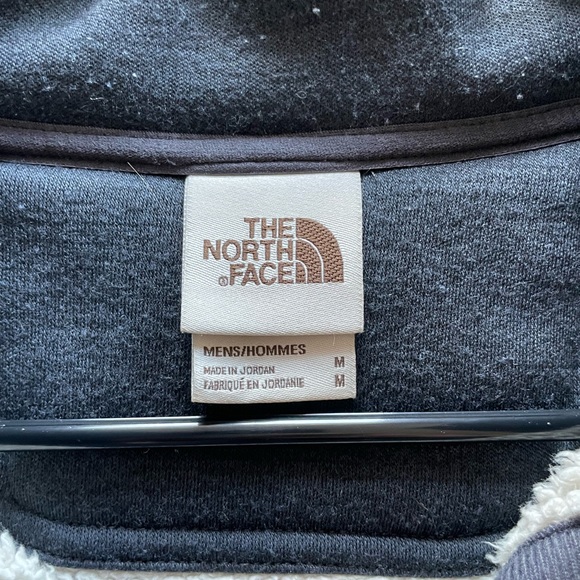 THE
NORTH
®FACE
MENS/HOMMES
MADE IN JORDAN M
FABRIQUÉ EN JORDANIE M